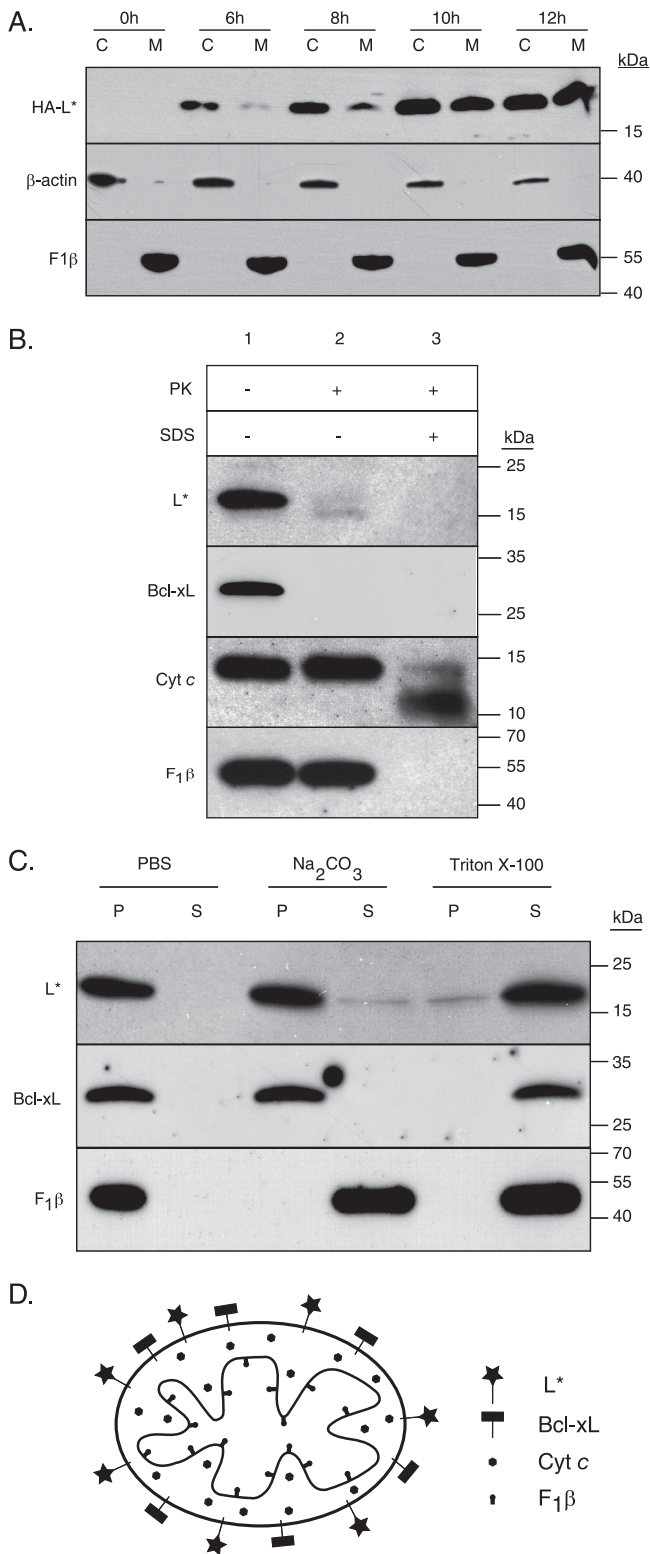 A.
0h 6h 8h 10h 12h
C M C M C M C M C M
kDa
HA-L*
15
β-actin
40
F1β
55
40
B.
1 2 3
PK - + +
SDS - - +
kDa
L*
25
15
Bcl-xL
35
25
Cyt c
15
10
F₁β
70
55
40
C.
PBS Na₂CO₃ Triton X-100
P S P S P S
kDa
L*
25
15
Bcl-xL
35
25
F₁β
70
55
40
D.
L*
Bcl-xL
Cyt c
F₁β